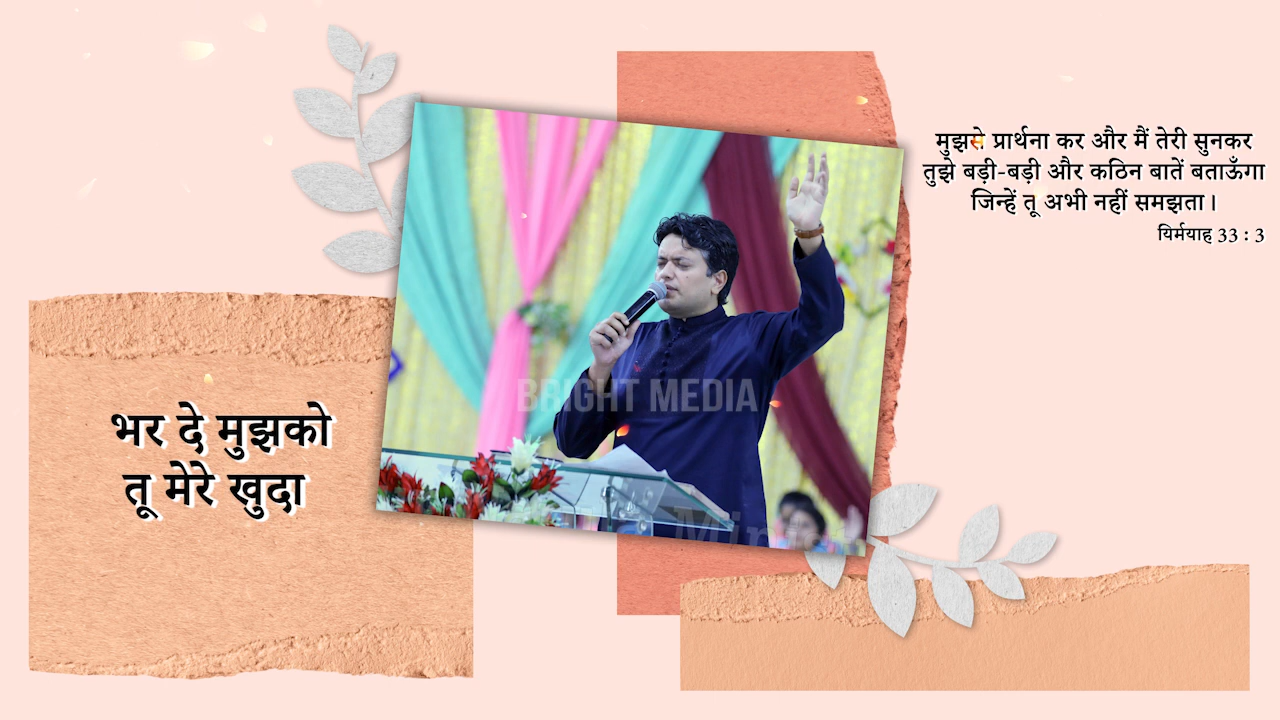 मुझसे प्रार्थना कर और मैं तेरी सुनकर
तुझे बड़ी-बड़ी और कठिन बातें बताऊँगा
जिन्हें तू अभी नहीं समझता।
यिर्मयाह 33 : 3
भर दे मुझको
तू मेरे खुदा
BRIGHT MEDIA